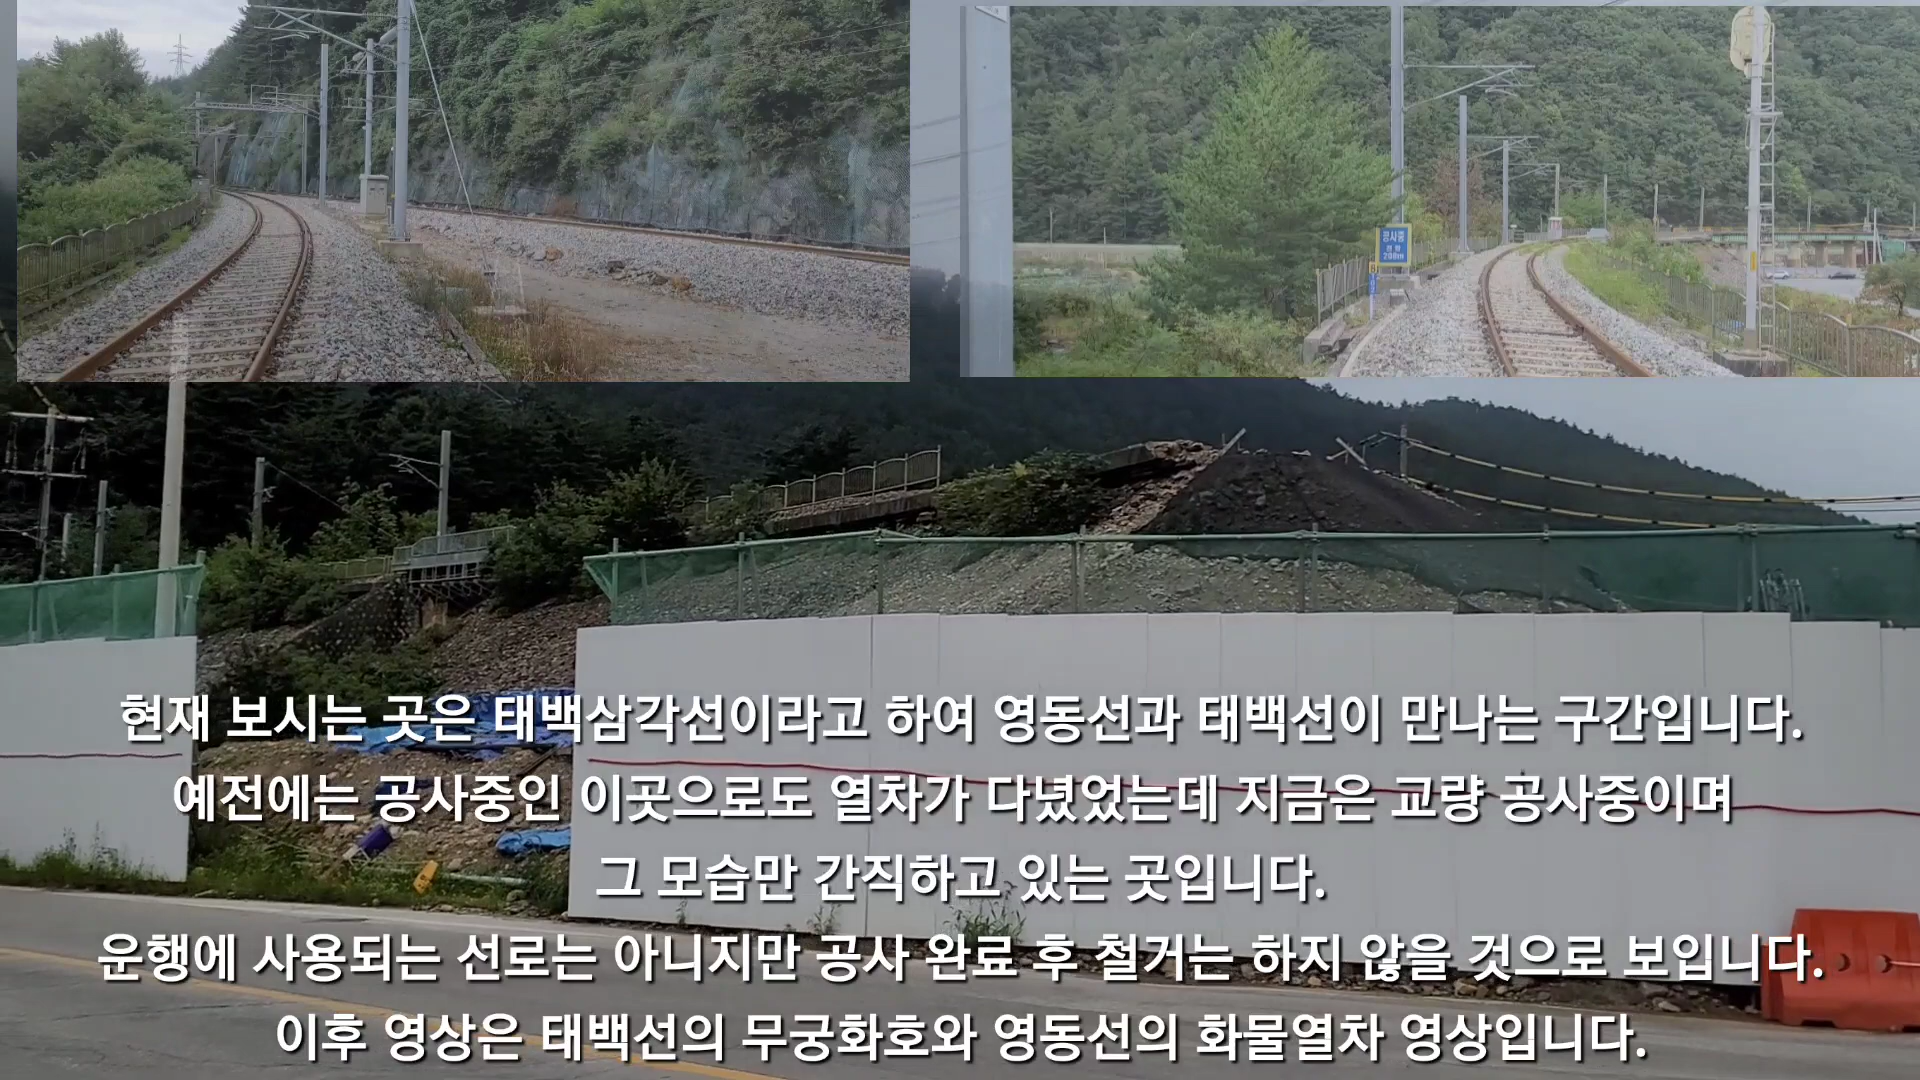 공사중
전방
200m
현재 보시는 곳은 태백삼각선이라고 하여 영동선과 태백선이 만나는 구간입니다.
예전에는 공사중인 이곳으로도 열차가 다녔었는데 지금은 교량 공사중이며
그 모습만 간직하고 있는 곳입니다.
운행에 사용되는 선로는 아니지만 공사 완료 후 철거는 하지 않을 것으로 보입니다.
이후 영상은 태백선의 무궁화호와 영동선의 화물열차 영상입니다.